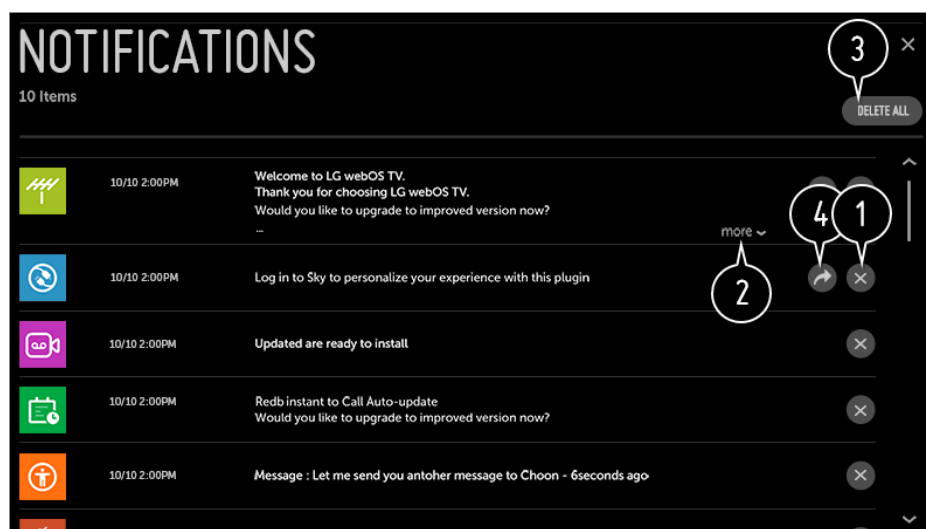 NOTIFICATIONS
10 Items
3
DELETE ALL
10/10 2:00PM
Welcome to LG webOS TV.
Thank you for choosing LG webOS TV.
Would you like to upgrade to improved version now?
...
more
4
1
2
10/10 2:00PM
Log in to Sky to personalize your experience with this plugin
10/10 2:00PM
Updated are ready to install
10/10 2:00PM
Redb instant to Call Auto-update
Would you like to upgrade to improved version now?
10/10 2:00PM
Message : Let me send you antoher message to Choon - 6seconds ago